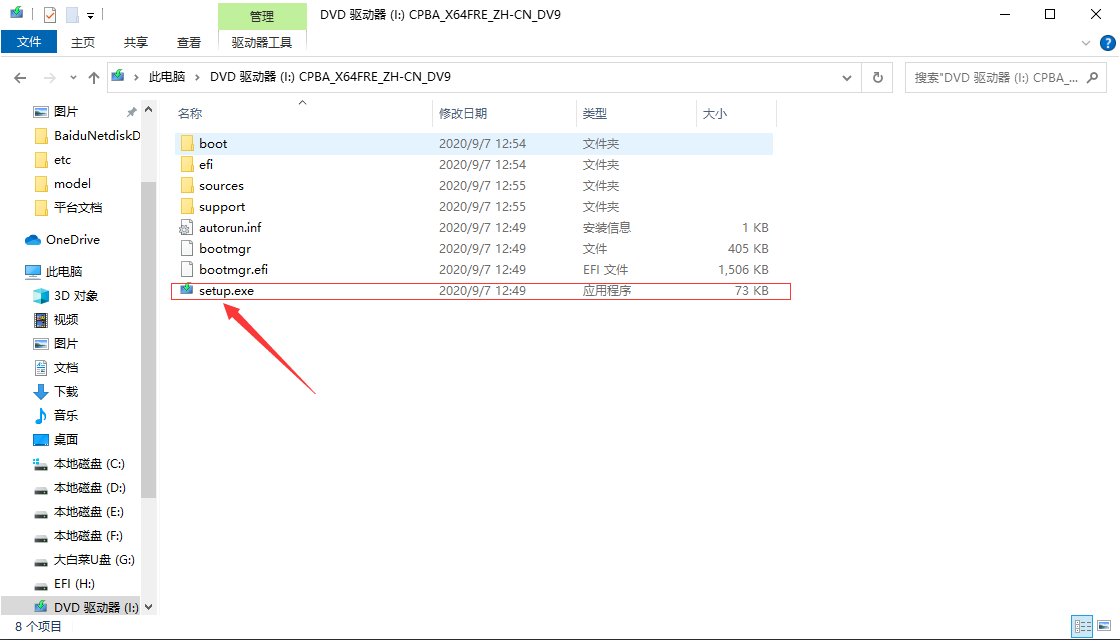 管理
DVD 驱动器 (I:) CPBA_X64FRE_ZH-CN_DV9
文件 主页 共享 查看 驱动器工具
此电脑 DVD 驱动器 (I:) CPBA_X64FRE_ZH-CN_DV9
搜索"DVD 驱动器 (I:) CPBA_...
图片
BaiduNetdiskD
etc
model
平台文档
OneDrive
此电脑
3D 对象
视频
图片
文档
下载
音乐
桌面
本地磁盘 (C:)
本地磁盘 (D:)
本地磁盘 (E:)
本地磁盘 (F:)
大白菜U盘 (G:)
EFI (H:)
DVD 驱动器 (I:)
名称 修改日期 类型 大小
boot 2020/9/7 12:54 文件夹
efi 2020/9/7 12:54 文件夹
sources 2020/9/7 12:55 文件夹
support 2020/9/7 12:55 文件夹
autorun.inf 2020/9/7 12:49 安装信息 1 KB
bootmgr 2020/9/7 12:49 文件 405 KB
bootmgr.efi 2020/9/7 12:49 EFI 文件 1,506 KB
setup.exe 2020/9/7 12:49 应用程序 73 KB
8 个项目